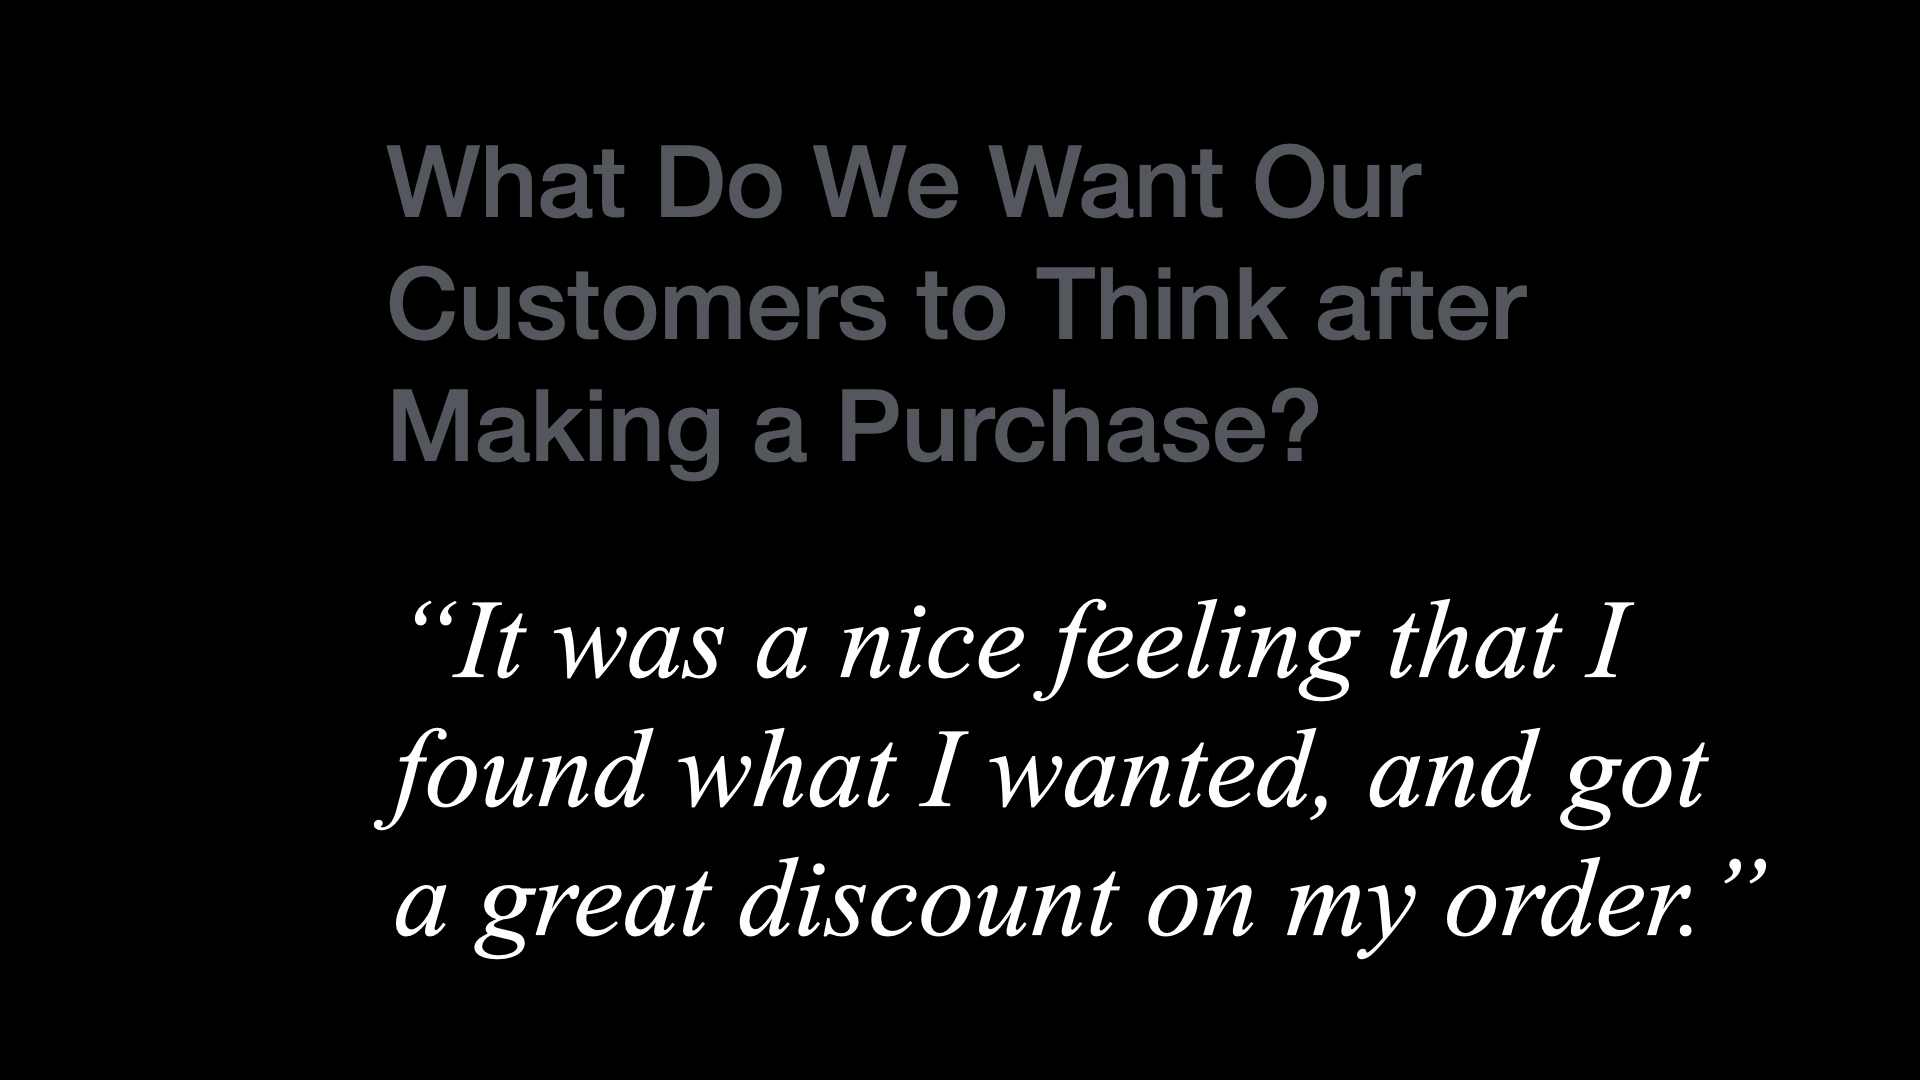 What Do We Want Our
Customers to Think after
Making a Purchase?
“It was a nice feeling that I
found what I wanted, and got
a great discount on my order.”